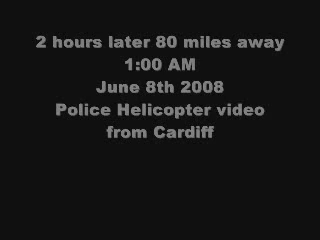 2 hours later 80 miles away
1:00 AM
June 8th 2008
Police Helicopter video
from Cardiff